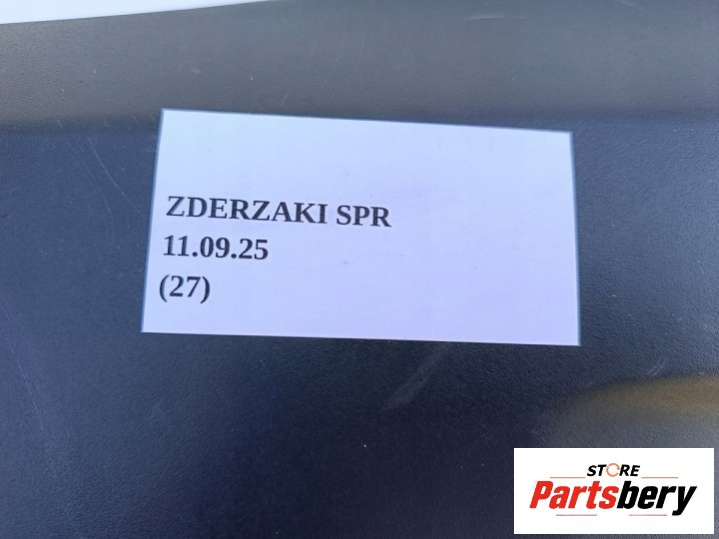 ZDERZAKI SPR
11.09.25
(27)
STORE
Partsbery